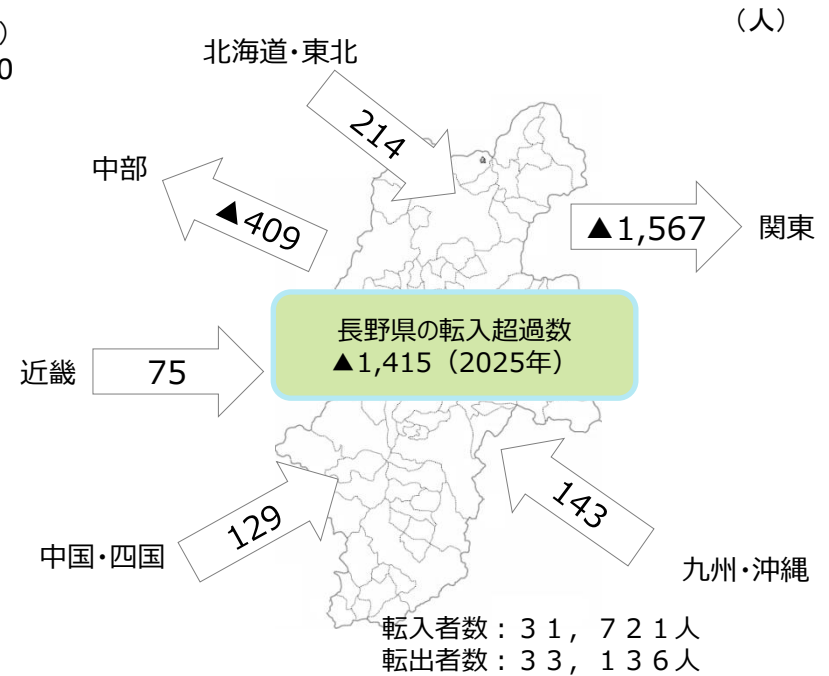 ）
0
（人）
北海道・東北
214
中部
▲409
▲1,567
関東
長野県の転入超過数
▲1,415（2025年）
近畿
75
129
143
中国・四国
九州・沖縄
転入者数：３１，７２１人
転出者数：３３，１３６人